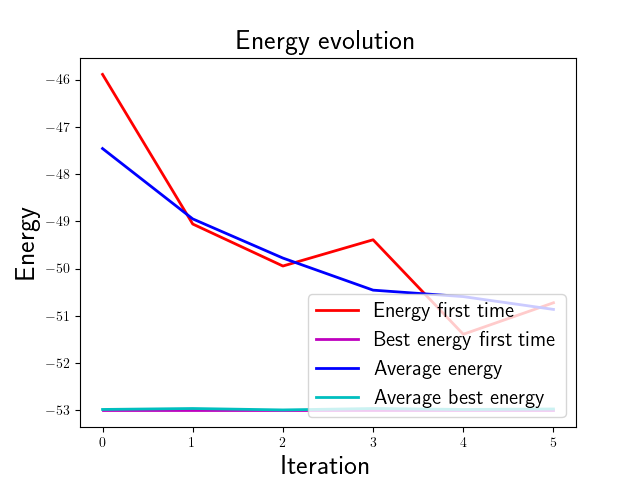 Energy evolution
Energy
−46
−47
−48
−49
−50
−51
−52
−53
Energy first time
Best energy first time
Average energy
Average best energy
0 1 2 3 4 5
Iteration